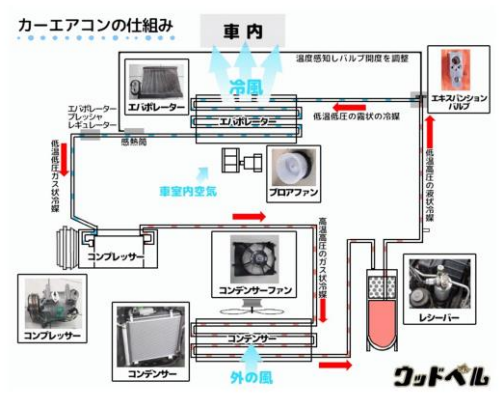 カーエアコンの仕組み
車内
冷風
温度感知しバルブ開度を調整
エバポレーター
エキスパンション
バルブ
エバポレーター
プレッシャ
レギュレーター
エバポレーター
感熱筒
低温低圧の霧状の冷媒
低温低圧ガス状冷媒
車室内空気
ブロアファン
低温高圧の液状冷媒
コンプレッサー
高温高圧のガス状冷媒
コンデンサーファン
レシーバー
コンプレッサー
コンデンサー
コンデンサー
外の風
ウッドベル